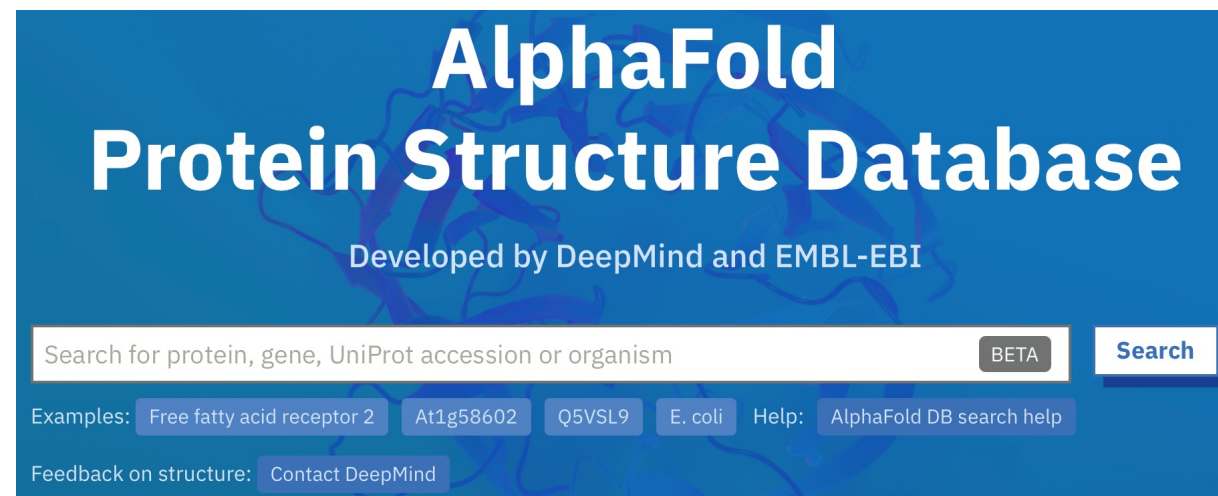 AlphaFold
Protein Structure Database
Developed by DeepMind and EMBL-EBI
Search for protein, gene, UniProt accession or organism BETA Search
Examples: Free fatty acid receptor 2 At1g58602 Q5VSL9 E. coli Help: AlphaFold DB search help
Feedback on structure: Contact DeepMind